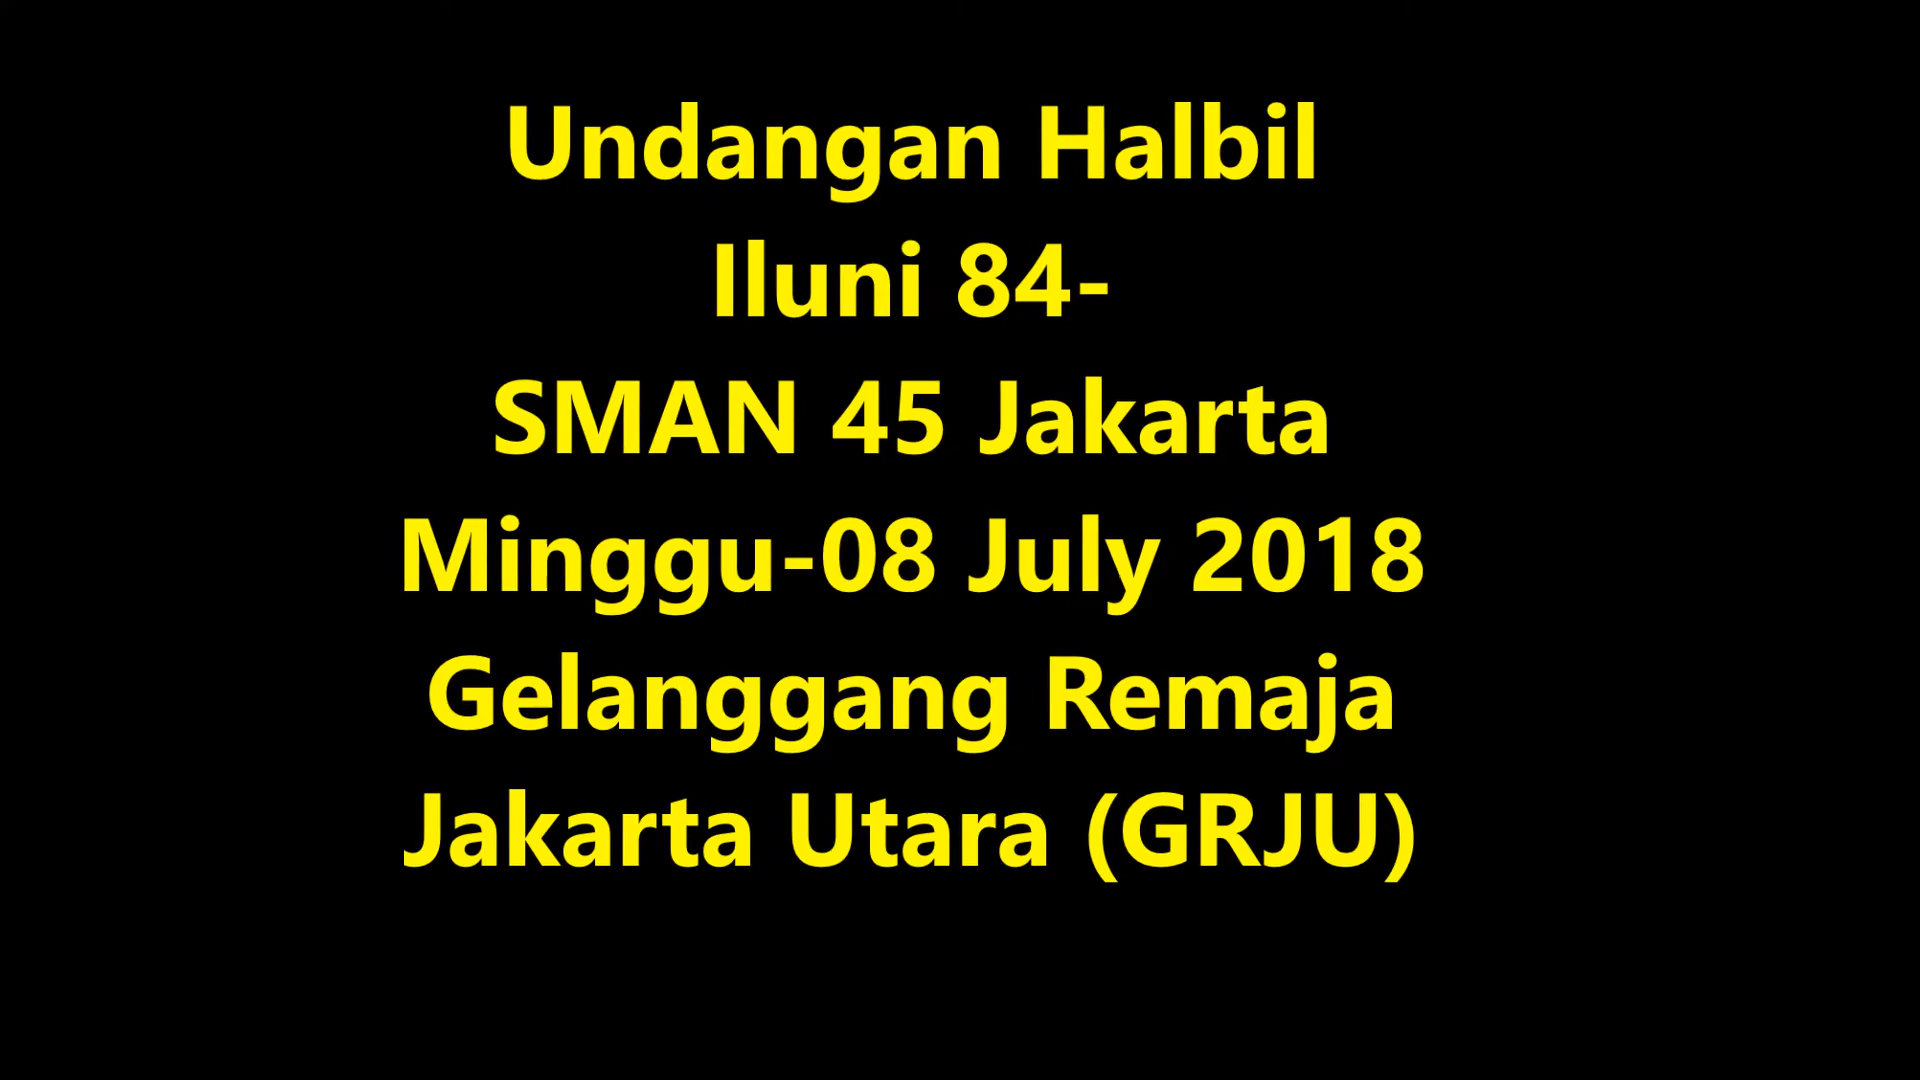 Undangan Halbil
Iluni 84-
SMAN 45 Jakarta
Minggu-08 July 2018
Gelanggang Remaja
Jakarta Utara (GRJU)